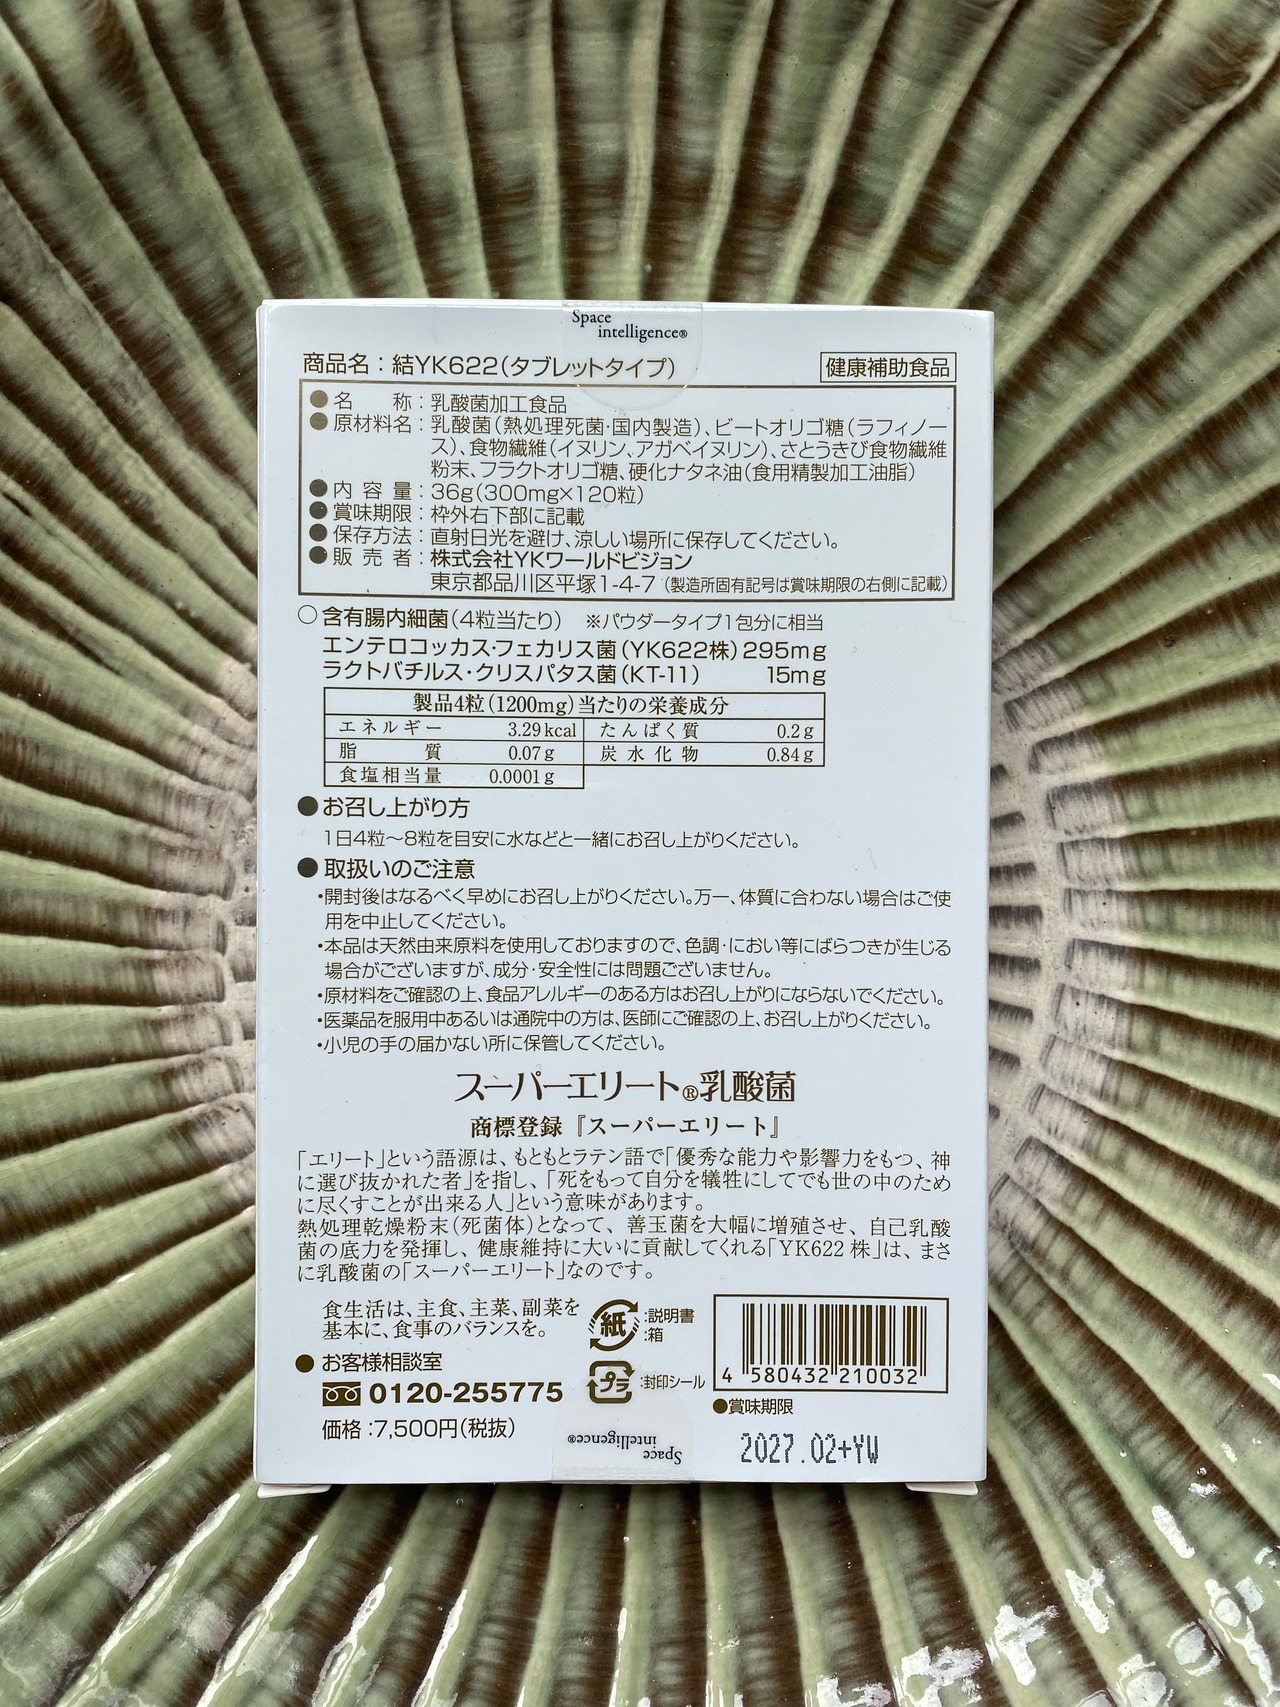 Space
intelligence®
商品名：結YK622（タブレットタイプ） 健康補助食品
●名称：乳酸菌加工食品
●原材料名：乳酸菌（熱処理死菌・国内製造）、ビートオリゴ糖（ラフィノー
ス）、食物繊維（イヌリン、アガベイヌリン）、さとうきび食物繊維
粉末、フラクトオリゴ糖、硬化ナタネ油（食用精製加工油脂）
●内容量：36g（300mg×120粒）
●賞味期限：枠外右下部に記載
●保存方法：直射日光を避け、涼しい場所に保存してください。
●販売者：株式会社YKワールドビジョン
東京都品川区平塚1-4-7（製造所固有記号は賞味期限の右側に記載）
○含有腸内細菌（4粒当たり） ※パウダータイプ1包分に相当
エンテロコッカス・フェカリス菌（YK622株）295mg
ラクトバチルス・クリスパタス菌（KT-11） 15mg
製品4粒（1200mg）当たりの栄養成分
エネルギー 3.29kcal たんぱく質 0.2g
脂質 0.07g 炭水化物 0.84g
食塩相当量 0.0001g
●お召し上がり方
1日4粒～8粒を目安に水などと一緒にお召し上がりください。
●取扱いのご注意
・開封後はなるべく早めにお召し上がりください。万一、体質に合わない場合はご使
用を中止してください。
・本品は天然由来原料を使用しておりますので、色調・におい等にばらつきが生じる
場合がございますが、成分・安全性には問題ございません。
・原材料をご確認の上、食品アレルギーのある方はお召し上がりにならないでください。
・医薬品を服用中あるいは通院中の方は、医師にご確認の上、お召し上がりください。
・小児の手の届かない所に保管してください。
スーパーエリート®乳酸菌
商標登録『スーパーエリート』
「エリート」という語源は、もともとラテン語で「優秀な能力や影響力をもつ、神
に選び抜かれた者」を指し、「死をもって自分を犠牲にしてでも世の中のため
に尽くすことが出来る人」という意味があります。
熱処理乾燥粉末（死菌体）となって、善玉菌を大幅に増殖させ、自己乳酸
菌の底力を発揮し、健康維持に大いに貢献してくれる「YK622株」は、まさ
に乳酸菌の「スーパーエリート」なのです。
食生活は、主食、主菜、副菜を
基本に、食事のバランスを。
紙：説明書
：箱
プラ：封印シール
●お客様相談室
0120-255775
価格：7,500円（税抜）
4 580432 210032
●賞味期限
2027.02+YW
Space
intelligence®